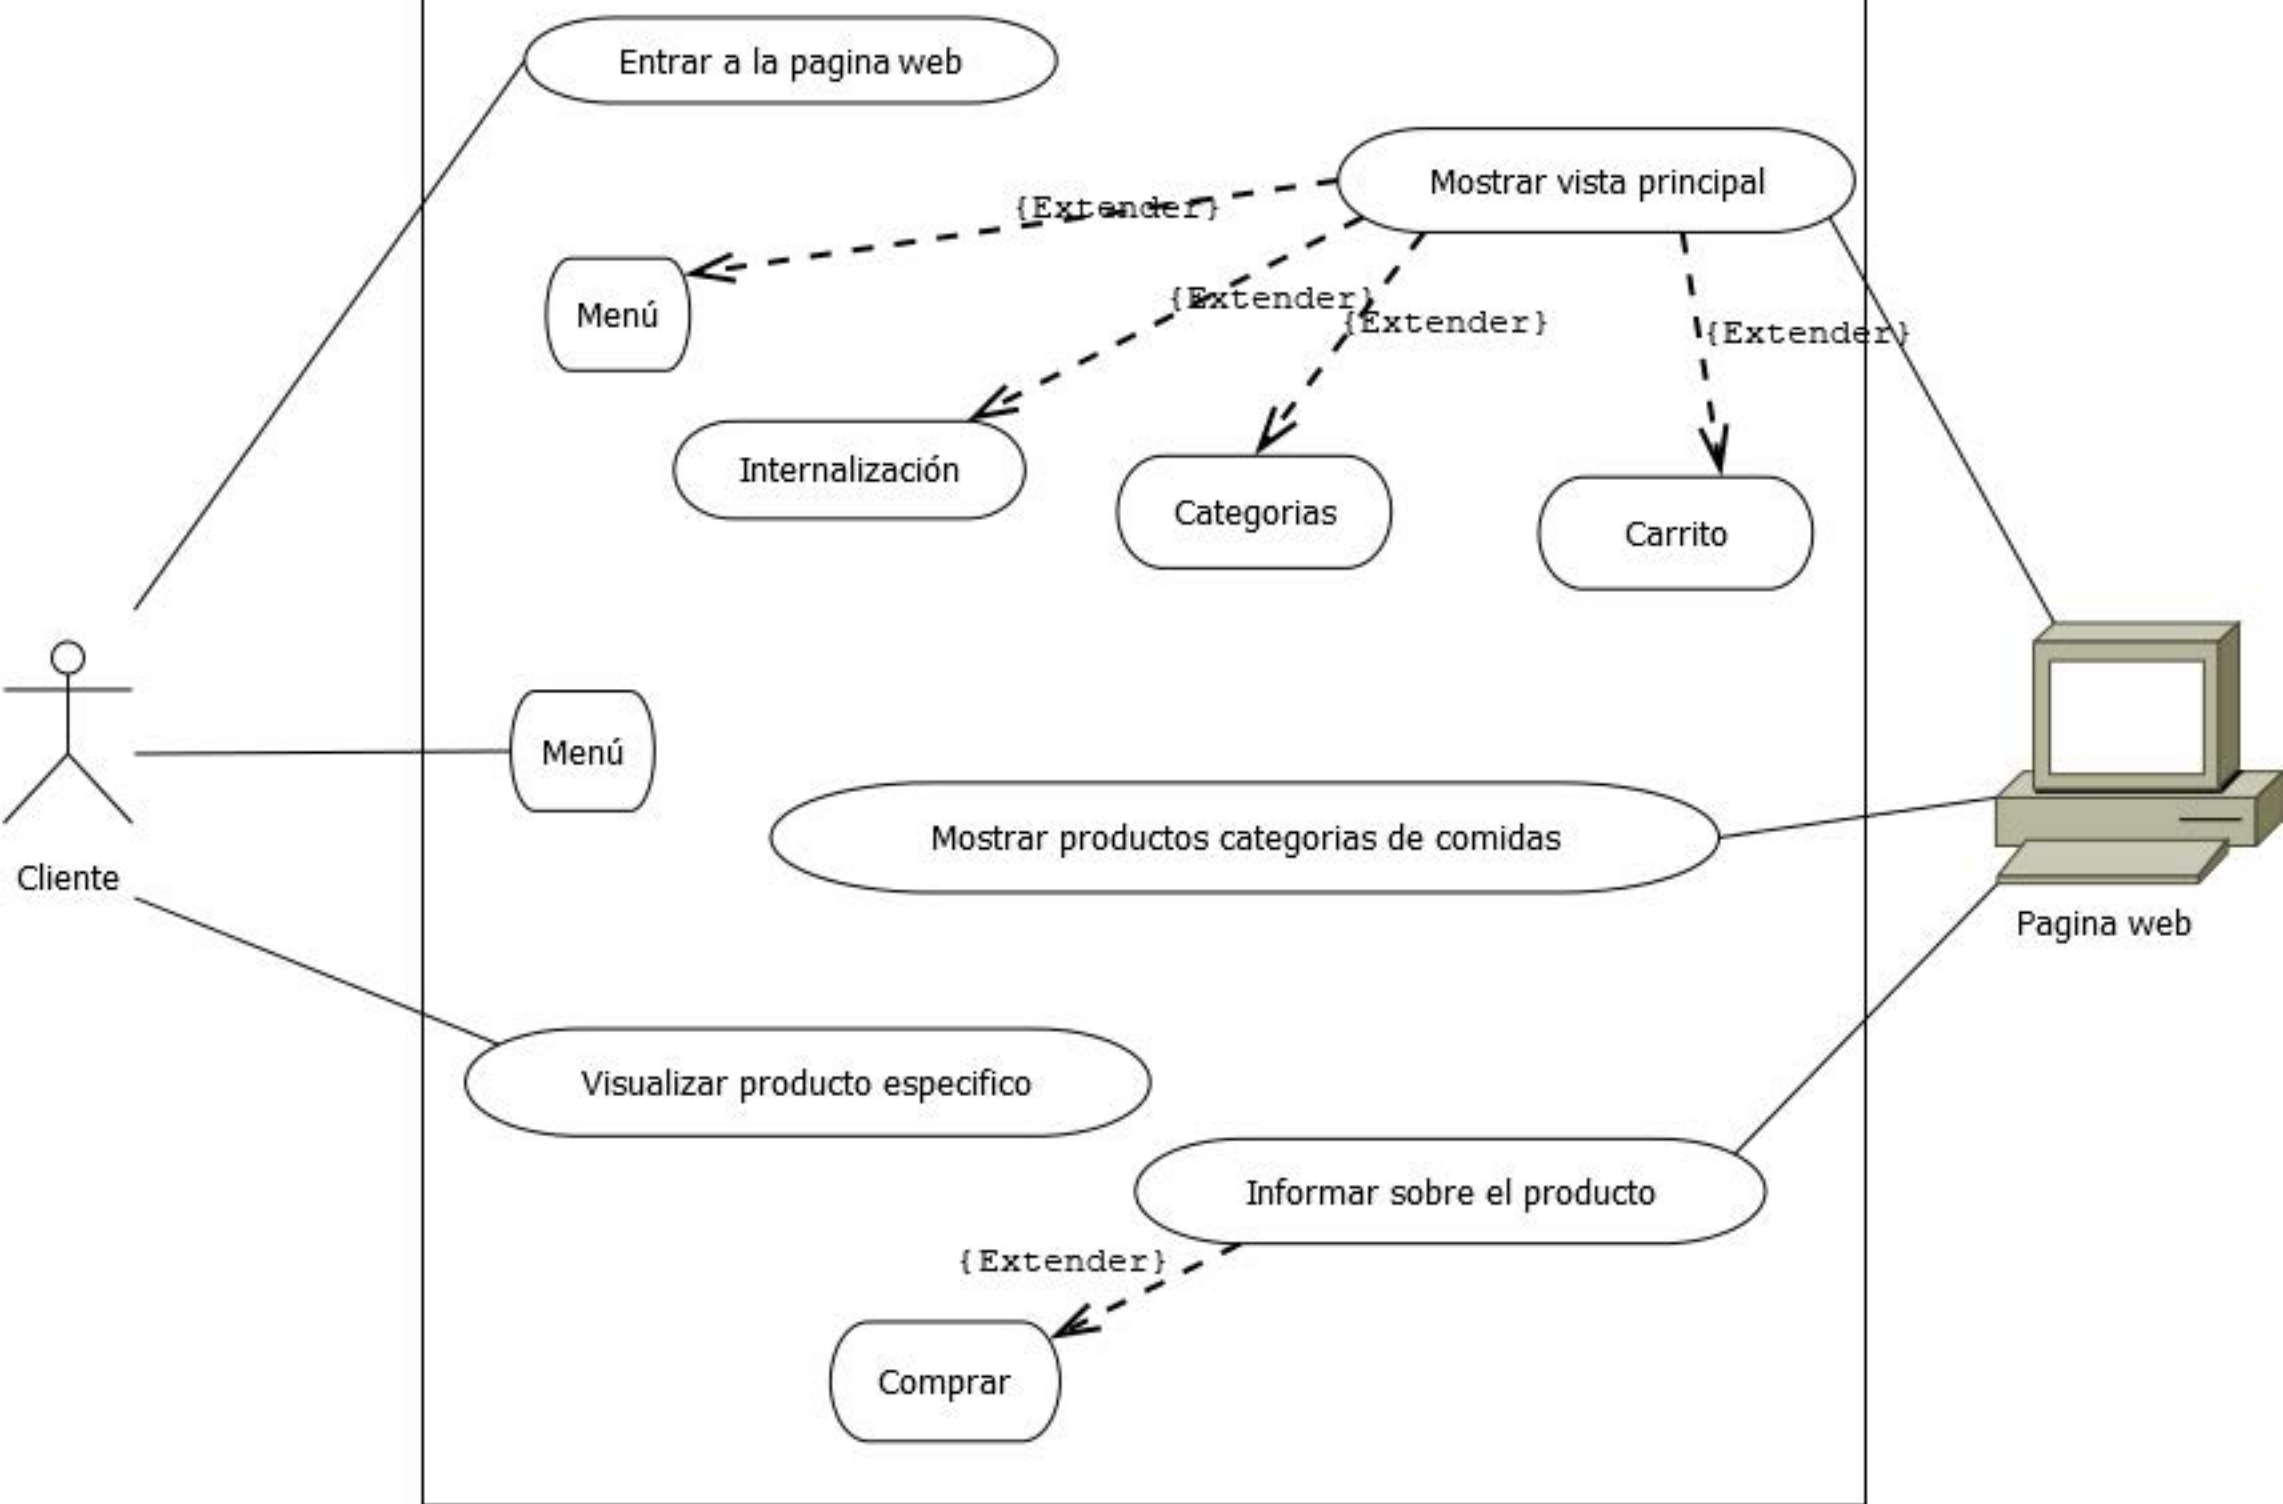 Entrar a la pagina web
Mostrar vista principal
{Extender}
{Extender}
{Extender}
{Extender}
Menú
Internalización
Categorias
Carrito
Menú
Mostrar productos categorias de comidas
Cliente
Pagina web
Visualizar producto especifico
Informar sobre el producto
{Extender}
Comprar